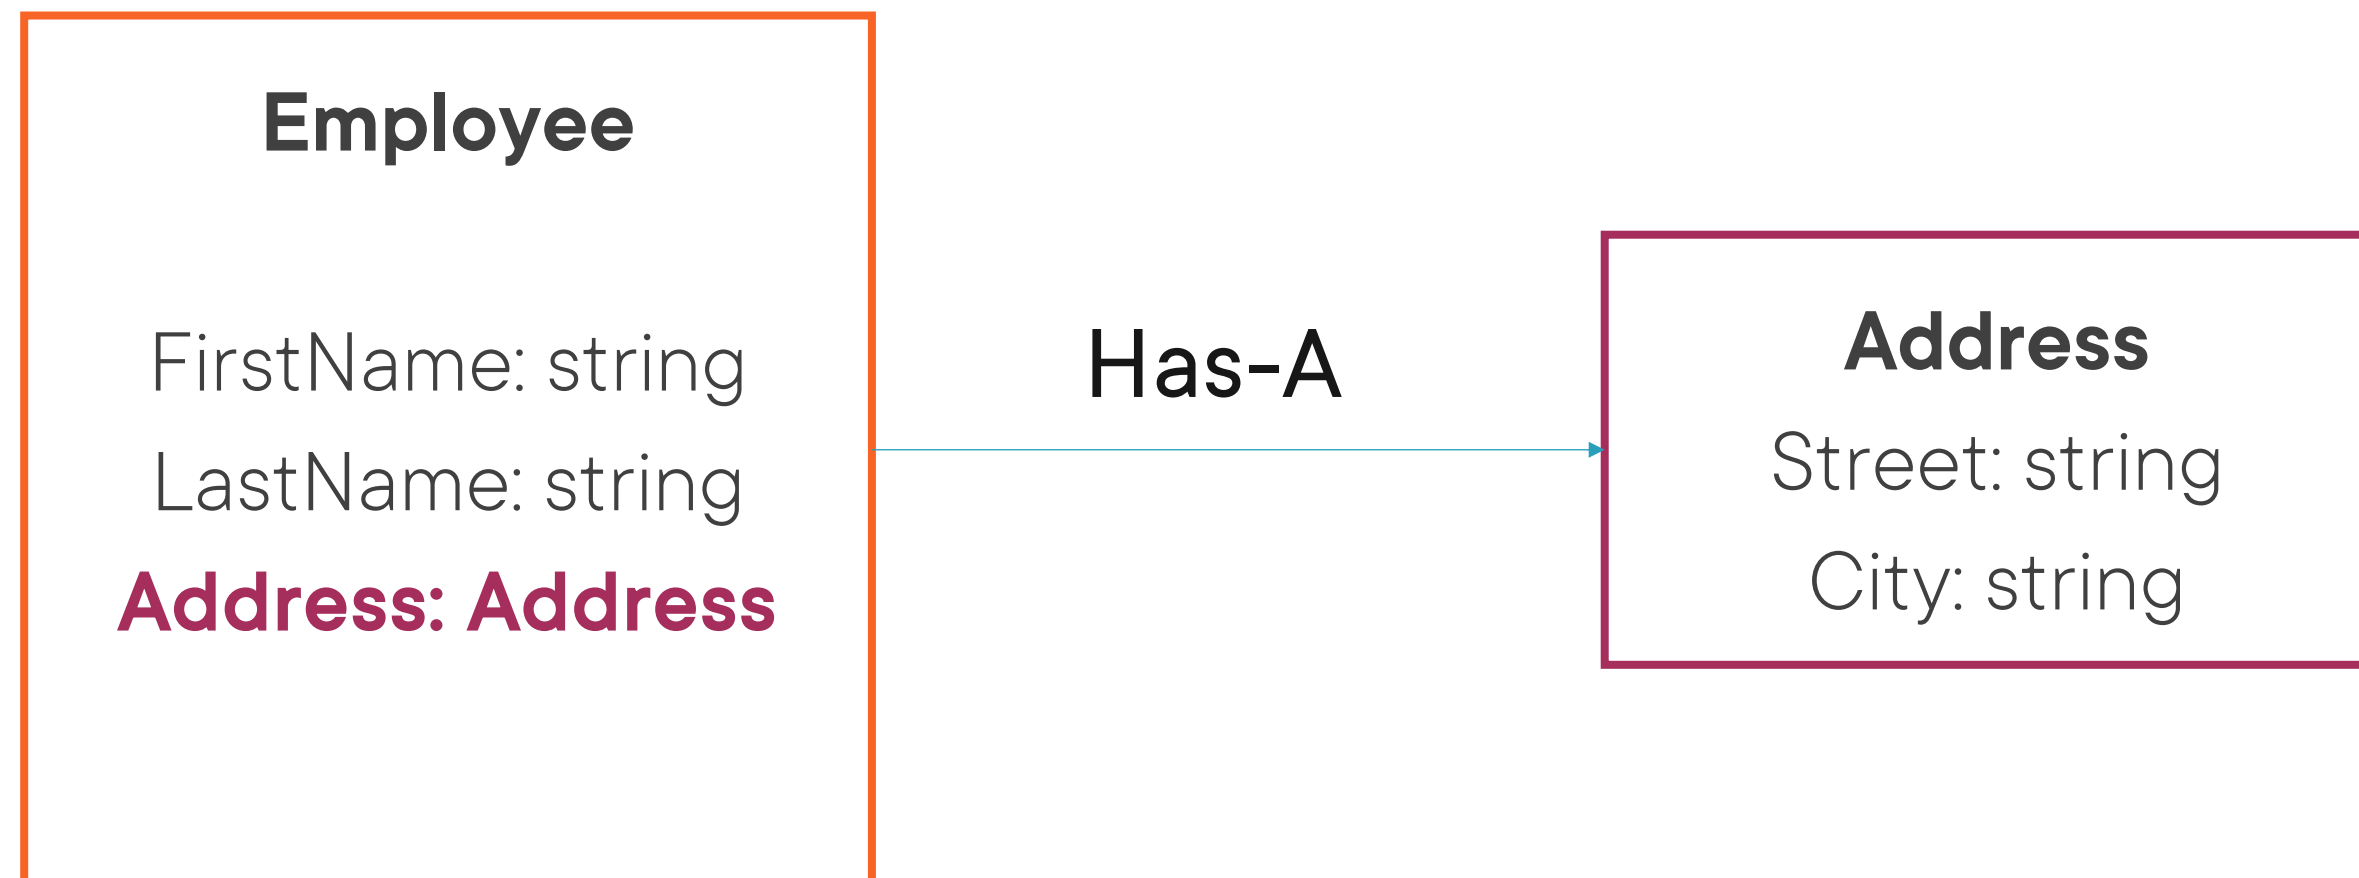 Employee
FirstName: string
LastName: string
Address: Address
Has-A
Address
Street: string
City: string